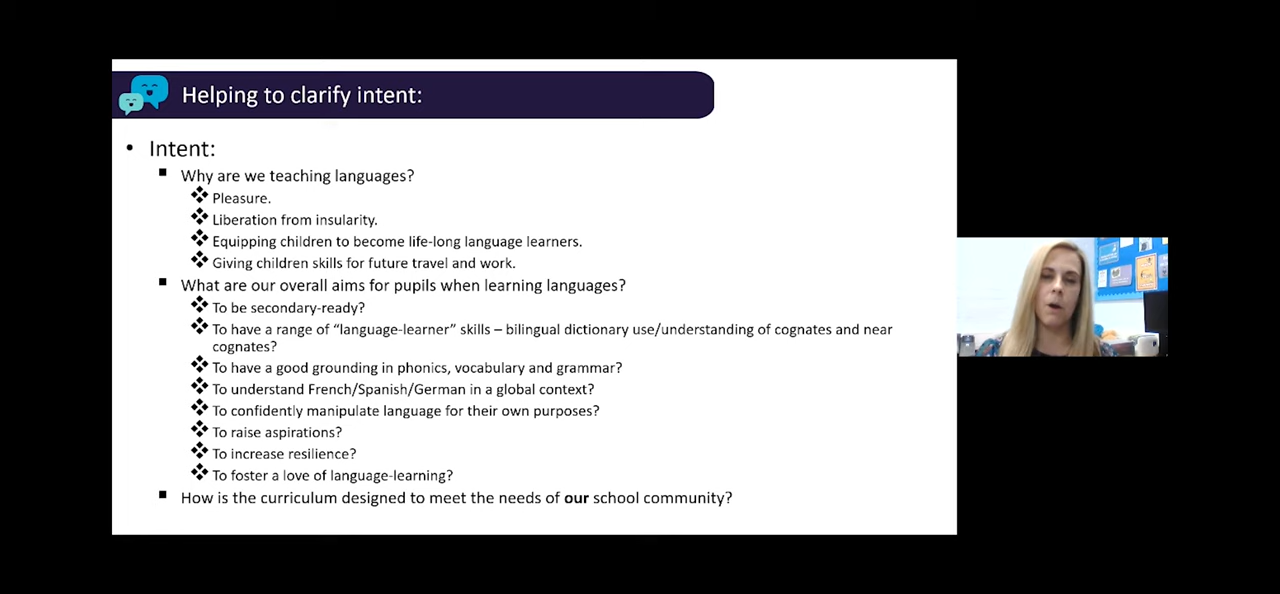 Helping to clarify intent:
• Intent:
▪ Why are we teaching languages?
❖ Pleasure.
❖ Liberation from insularity.
❖ Equipping children to become life-long language learners.
❖ Giving children skills for future travel and work.
▪ What are our overall aims for pupils when learning languages?
❖ To be secondary-ready?
❖ To have a range of “language-learner” skills – bilingual dictionary use/understanding of cognates and near
cognates?
❖ To have a good grounding in phonics, vocabulary and grammar?
❖ To understand French/Spanish/German in a global context?
❖ To confidently manipulate language for their own purposes?
❖ To raise aspirations?
❖ To increase resilience?
❖ To foster a love of language-learning?
▪ How is the curriculum designed to meet the needs of our school community?